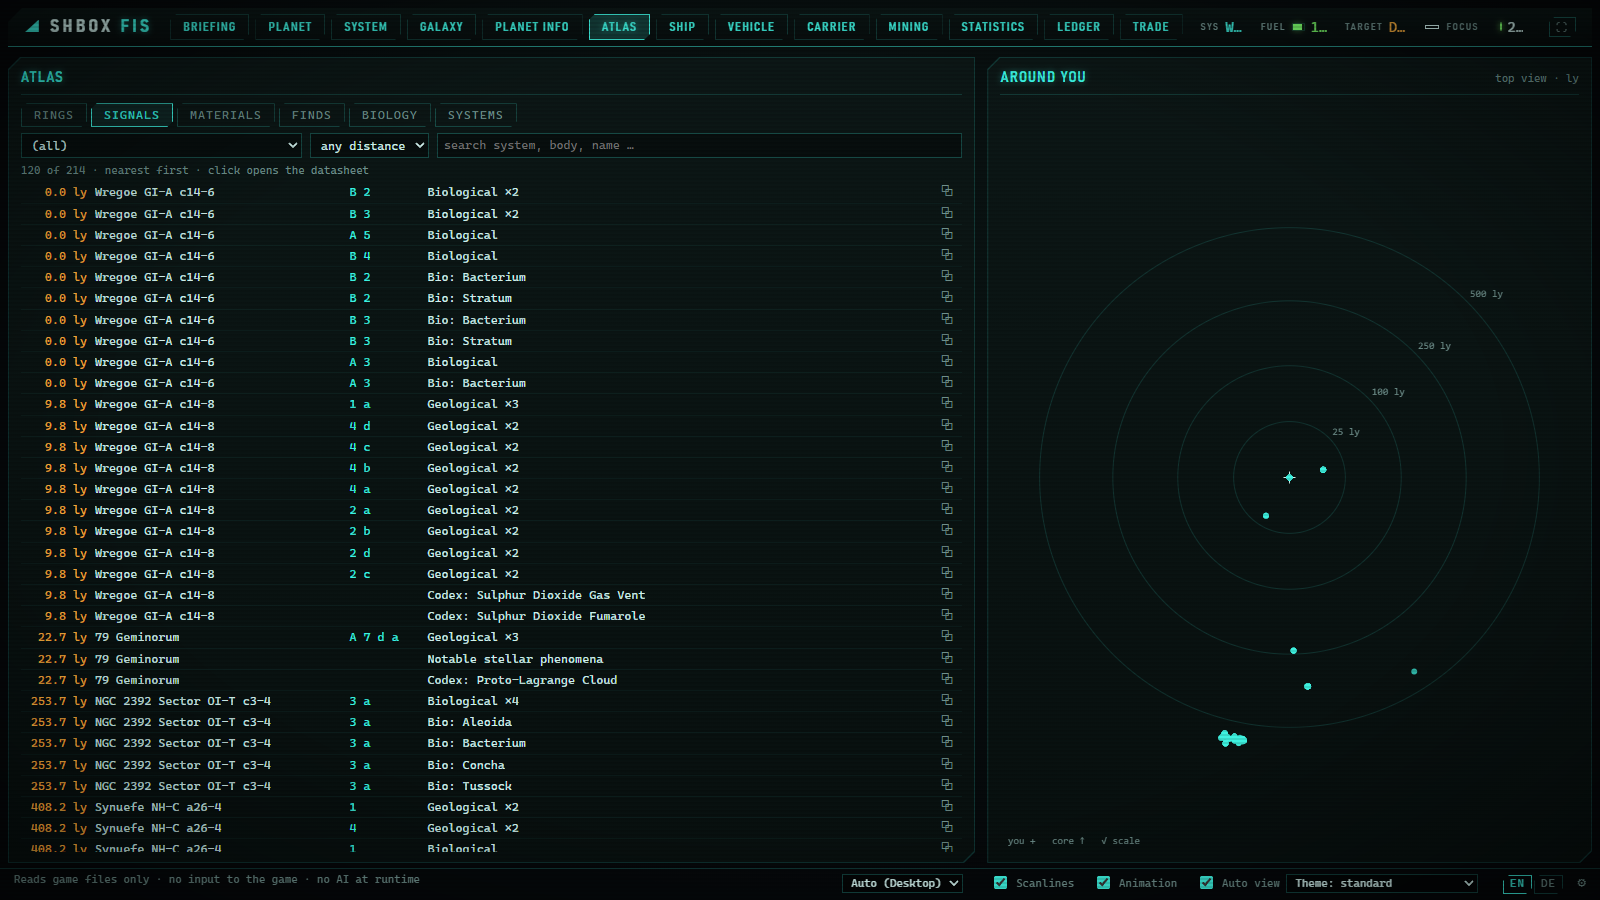 SHBOX FIS BRIEFING PLANET SYSTEM GALAXY PLANET INFO ATLAS SHIP VEHICLE CARRIER MINING STATISTICS LEDGER TRADE SYS W… FUEL 1… TARGET D… FOCUS 2…
ATLAS
RINGS SIGNALS MATERIALS FINDS BIOLOGY SYSTEMS
(all) any distance search system, body, name …
120 of 214 · nearest first · click opens the datasheet
0.0 ly Wregoe GI-A c14-6 B 2 Biological ×2
0.0 ly Wregoe GI-A c14-6 B 3 Biological ×2
0.0 ly Wregoe GI-A c14-6 A 5 Biological
0.0 ly Wregoe GI-A c14-6 B 4 Biological
0.0 ly Wregoe GI-A c14-6 B 2 Bio: Bacterium
0.0 ly Wregoe GI-A c14-6 B 2 Bio: Stratum
0.0 ly Wregoe GI-A c14-6 B 3 Bio: Bacterium
0.0 ly Wregoe GI-A c14-6 B 3 Bio: Stratum
0.0 ly Wregoe GI-A c14-6 A 3 Biological
0.0 ly Wregoe GI-A c14-6 A 3 Bio: Bacterium
9.8 ly Wregoe GI-A c14-8 1 a Geological ×3
9.8 ly Wregoe GI-A c14-8 4 d Geological ×2
9.8 ly Wregoe GI-A c14-8 4 c Geological ×2
9.8 ly Wregoe GI-A c14-8 4 b Geological ×2
9.8 ly Wregoe GI-A c14-8 4 a Geological ×2
9.8 ly Wregoe GI-A c14-8 2 a Geological ×2
9.8 ly Wregoe GI-A c14-8 2 b Geological ×2
9.8 ly Wregoe GI-A c14-8 2 d Geological ×2
9.8 ly Wregoe GI-A c14-8 2 c Geological ×2
9.8 ly Wregoe GI-A c14-8 Codex: Sulphur Dioxide Gas Vent
9.8 ly Wregoe GI-A c14-8 Codex: Sulphur Dioxide Fumarole
22.7 ly 79 Geminorum A 7 d a Geological ×3
22.7 ly 79 Geminorum Notable stellar phenomena
22.7 ly 79 Geminorum Codex: Proto-Lagrange Cloud
253.7 ly NGC 2392 Sector OI-T c3-4 3 a Biological ×4
253.7 ly NGC 2392 Sector OI-T c3-4 3 a Bio: Aleoida
253.7 ly NGC 2392 Sector OI-T c3-4 3 a Bio: Bacterium
253.7 ly NGC 2392 Sector OI-T c3-4 3 a Bio: Concha
253.7 ly NGC 2392 Sector OI-T c3-4 3 a Bio: Tussock
408.2 ly Synuefe NH-C a26-4 1 Geological ×2
408.2 ly Synuefe NH-C a26-4 4 Geological ×2
408.2 ly Synuefe NH-C a26-4 1 Biological
AROUND YOU top view · ly
500 ly
250 ly
100 ly
25 ly
you + core ↑ √ scale
Reads game files only · no input to the game · no AI at runtime Auto (Desktop) Scanlines Animation Auto view Theme: standard EN DE